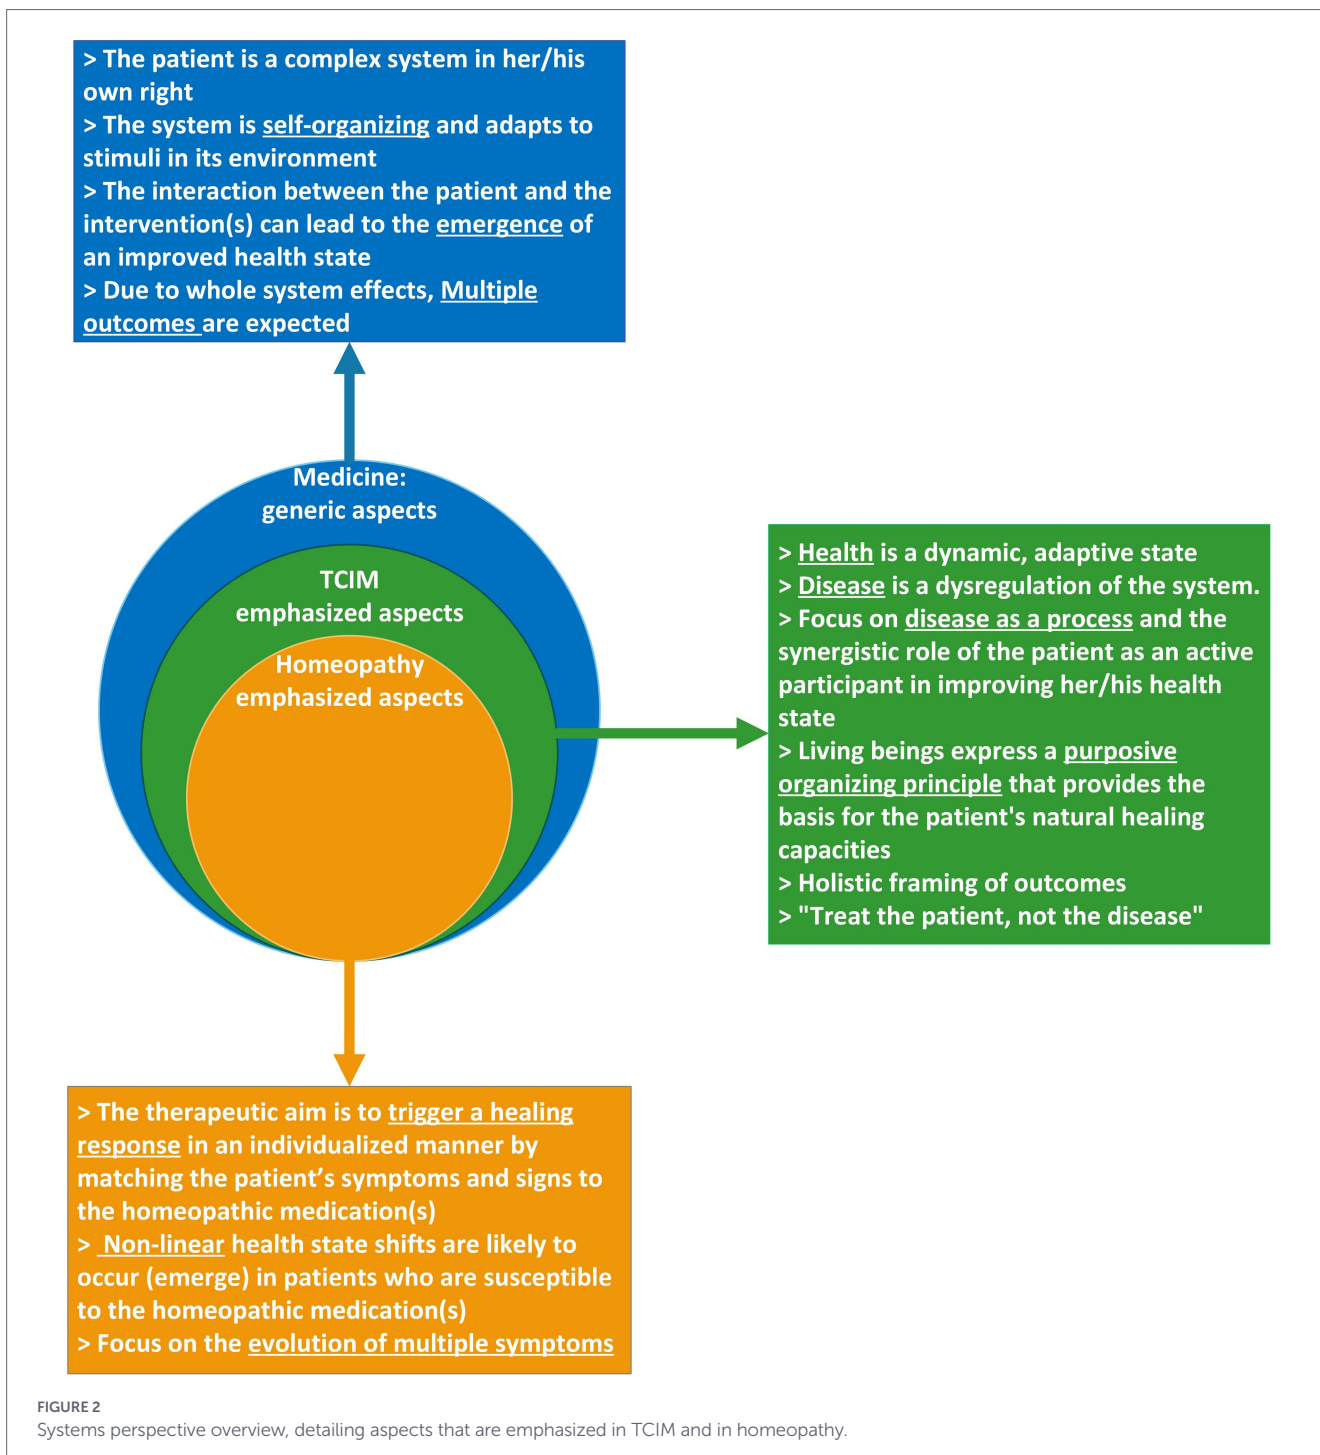 > The patient is a complex system in her/his
own right
> The system is self-organizing and adapts to
stimuli in its environment
> The interaction between the patient and the
intervention(s) can lead to the emergence of
an improved health state
> Due to whole system effects, Multiple
outcomes are expected
Medicine:
generic aspects
TCIM
emphasized aspects
Homeopathy
emphasized aspects
> Health is a dynamic, adaptive state
> Disease is a dysregulation of the system.
> Focus on disease as a process and the
synergistic role of the patient as an active
participant in improving her/his health
state
> Living beings express a purposive
organizing principle that provides the
basis for the patient's natural healing
capacities
> Holistic framing of outcomes
> "Treat the patient, not the disease"
> The therapeutic aim is to trigger a healing
response in an individualized manner by
matching the patient’s symptoms and signs to
the homeopathic medication(s)
> Non-linear health state shifts are likely to
occur (emerge) in patients who are susceptible
to the homeopathic medication(s)
> Focus on the evolution of multiple symptoms
FIGURE 2
Systems perspective overview, detailing aspects that are emphasized in TCIM and in homeopathy.